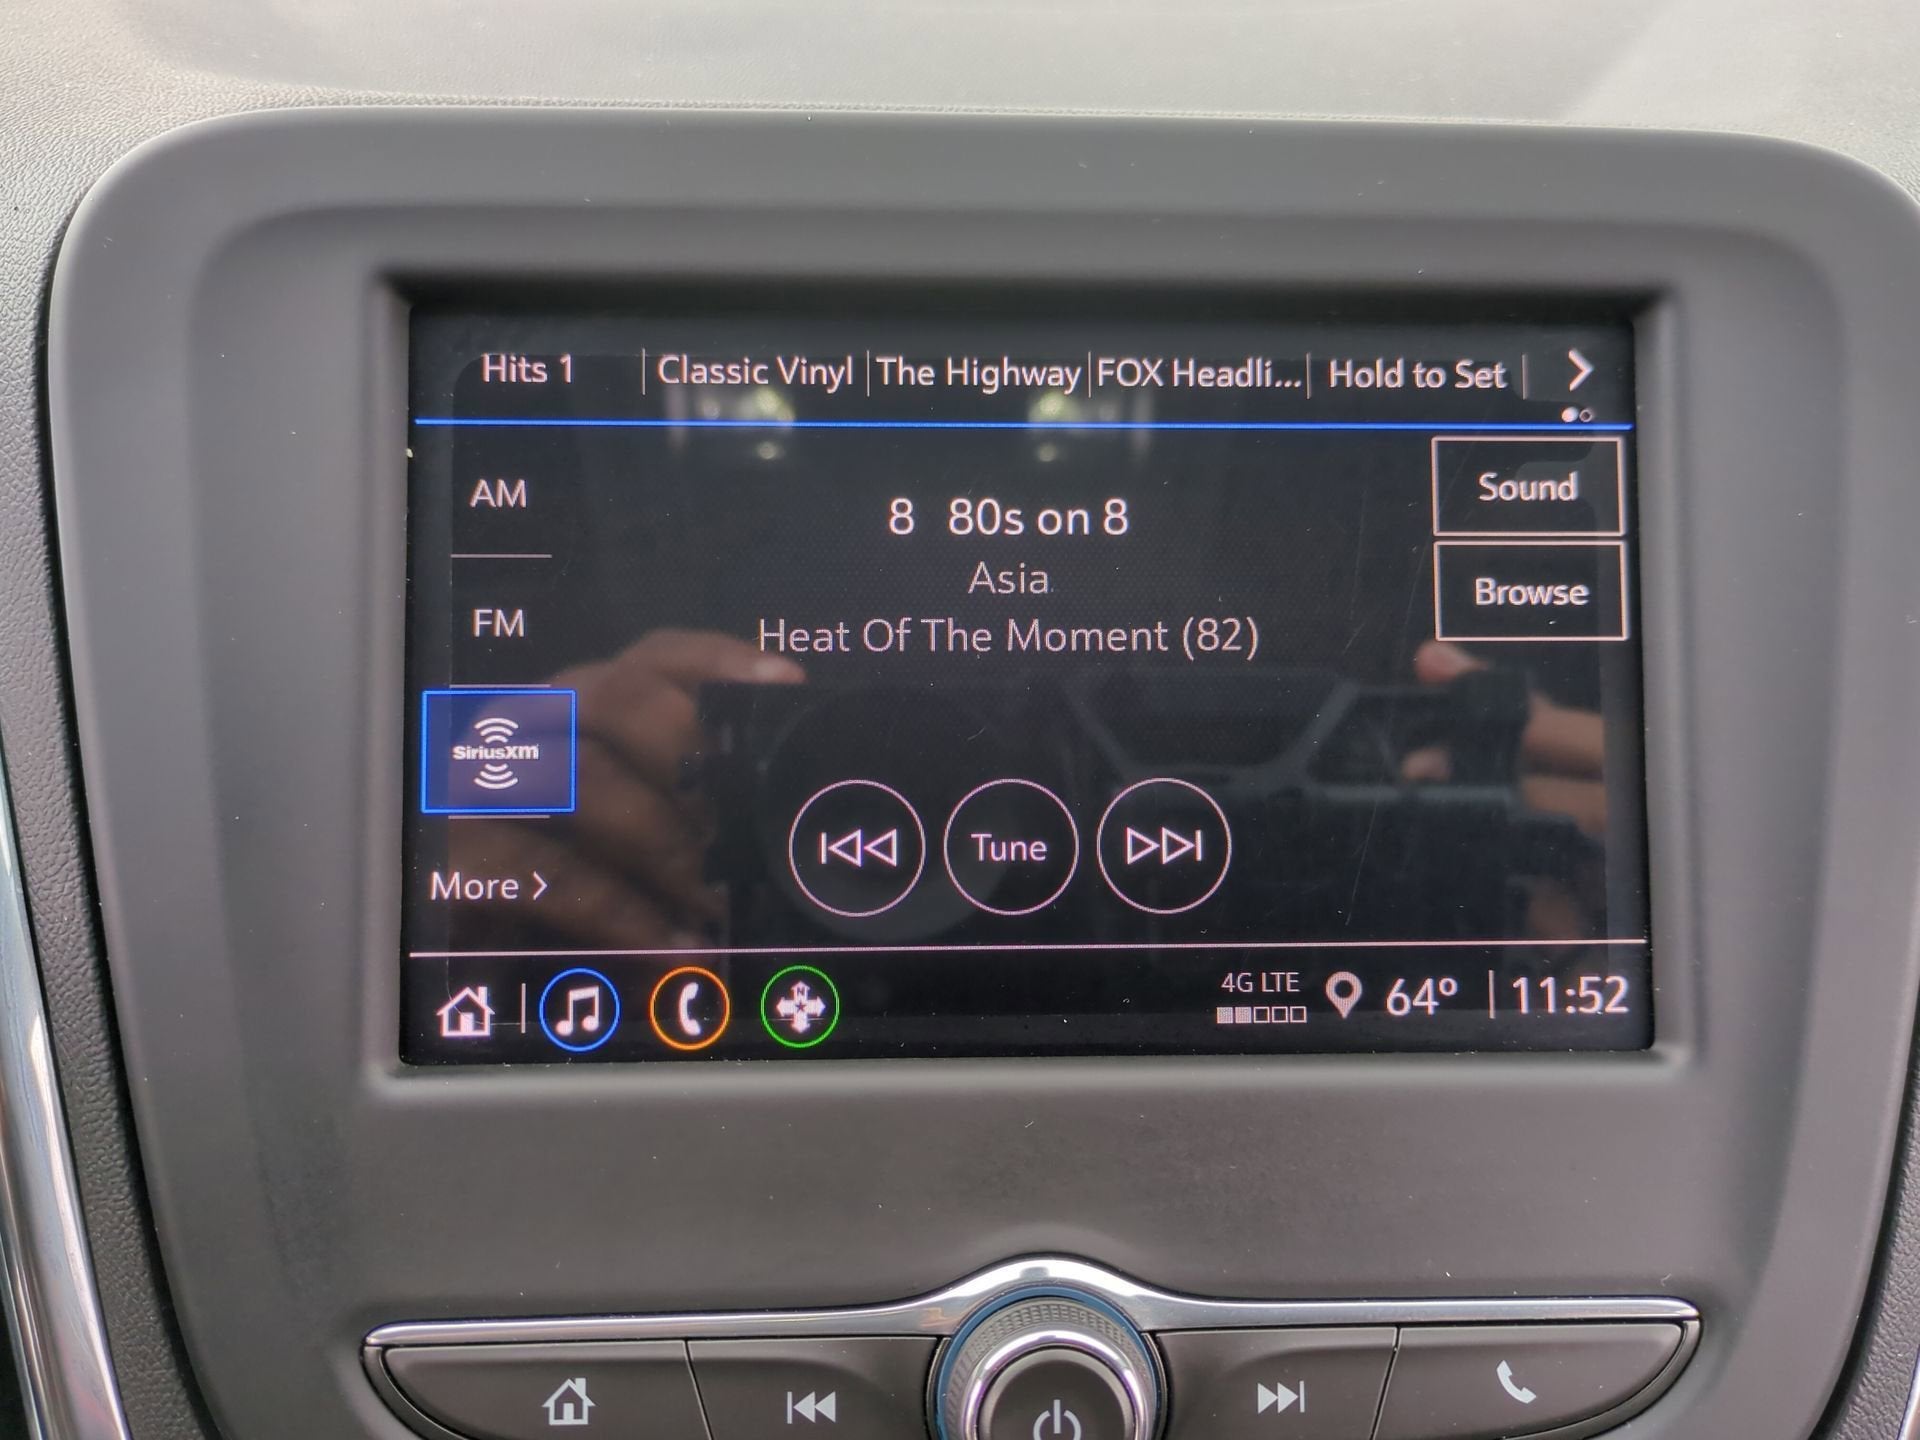 Hits 1 Classic Vinyl The Highway FOX Headli... Hold to Set
AM
Sound
8 80s on 8
Asia
Browse
FM
Heat Of The Moment (82)
SiriusXM
Tune
More >
N
4G LTE
64° 11:52